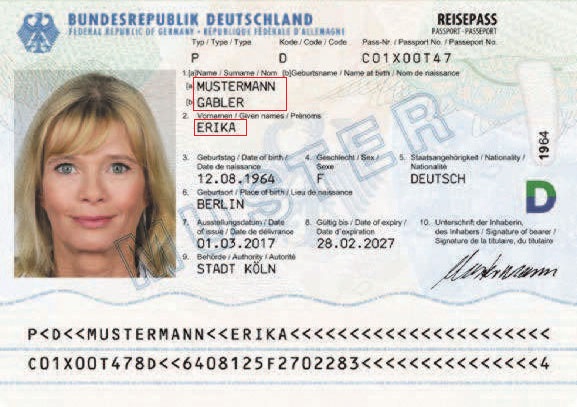 BUNDESREPUBLIK DEUTSCHLAND
FEDERAL REPUBLIC OF GERMANY · REPUBLIQUE FEDERALE D'ALLEMAGNE
REISEPASS
PASSPORT · PASSEPORT
Typ / Type / Type Kode / Code / Code Pass-Nr. / Passport No. / Passeport No.
P D C01X00T47
1.[a]Name / Surname / Nom [b]Geburtsname / Name at birth / Nom de naissance
[a] MUSTERMANN
[b] GABLER
2. Vornamen / Given names / Prénoms
ERIKA
3. Geburtstag / Date of birth / Date de naissance
12.08.1964
4. Geschlecht / Sex / Sexe
F
5. Staatsangehörigkeit / Nationality / Nationalité
DEUTSCH
6. Geburtsort / Place of birth / Lieu de naissance
BERLIN
7. Ausstellungsdatum / Date of issue / Date de délivrance
01.03.2017
8. Gültig bis / Date of expiry / Date d'expiration
28.02.2027
9. Behörde / Authority / Autorité
STADT KÖLN
10. Unterschrift der Inhaberin, des Inhabers / Signature of bearer / Signature de la titulaire, du titulaire
Mustermann
1964
D
MUSTER
P<D<<MUSTERMANN<<ERIKA<<<<<<<<<<<<<<<<<<<<<<
C01X00T478D<<6408125F2702283<<<<<<<<<<<<<<<4